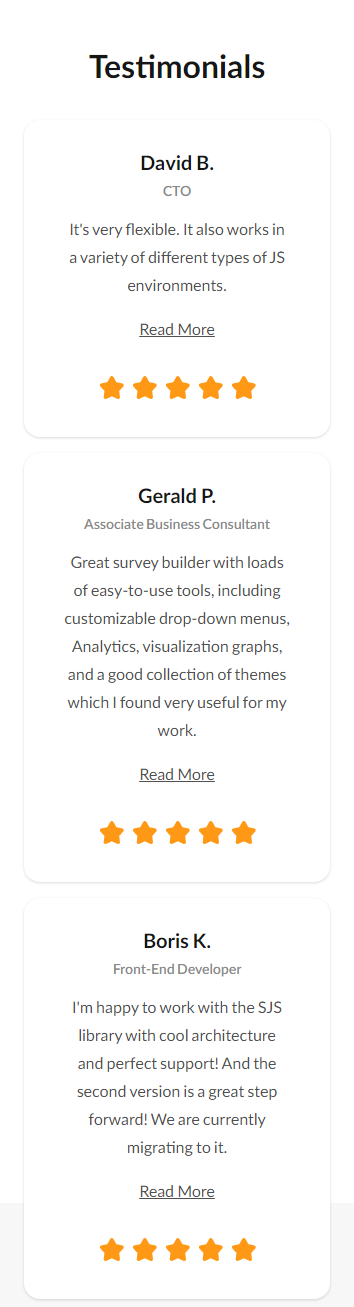 Testimonials
David B.
CTO
It's very flexible. It also works in
a variety of different types of JS
environments.
Read More
Gerald P.
Associate Business Consultant
Great survey builder with loads
of easy-to-use tools, including
customizable drop-down menus,
Analytics, visualization graphs,
and a good collection of themes
which I found very useful for my
work.
Read More
Boris K.
Front-End Developer
I'm happy to work with the SJS
library with cool architecture
and perfect support! And the
second version is a great step
forward! We are currently
migrating to it.
Read More